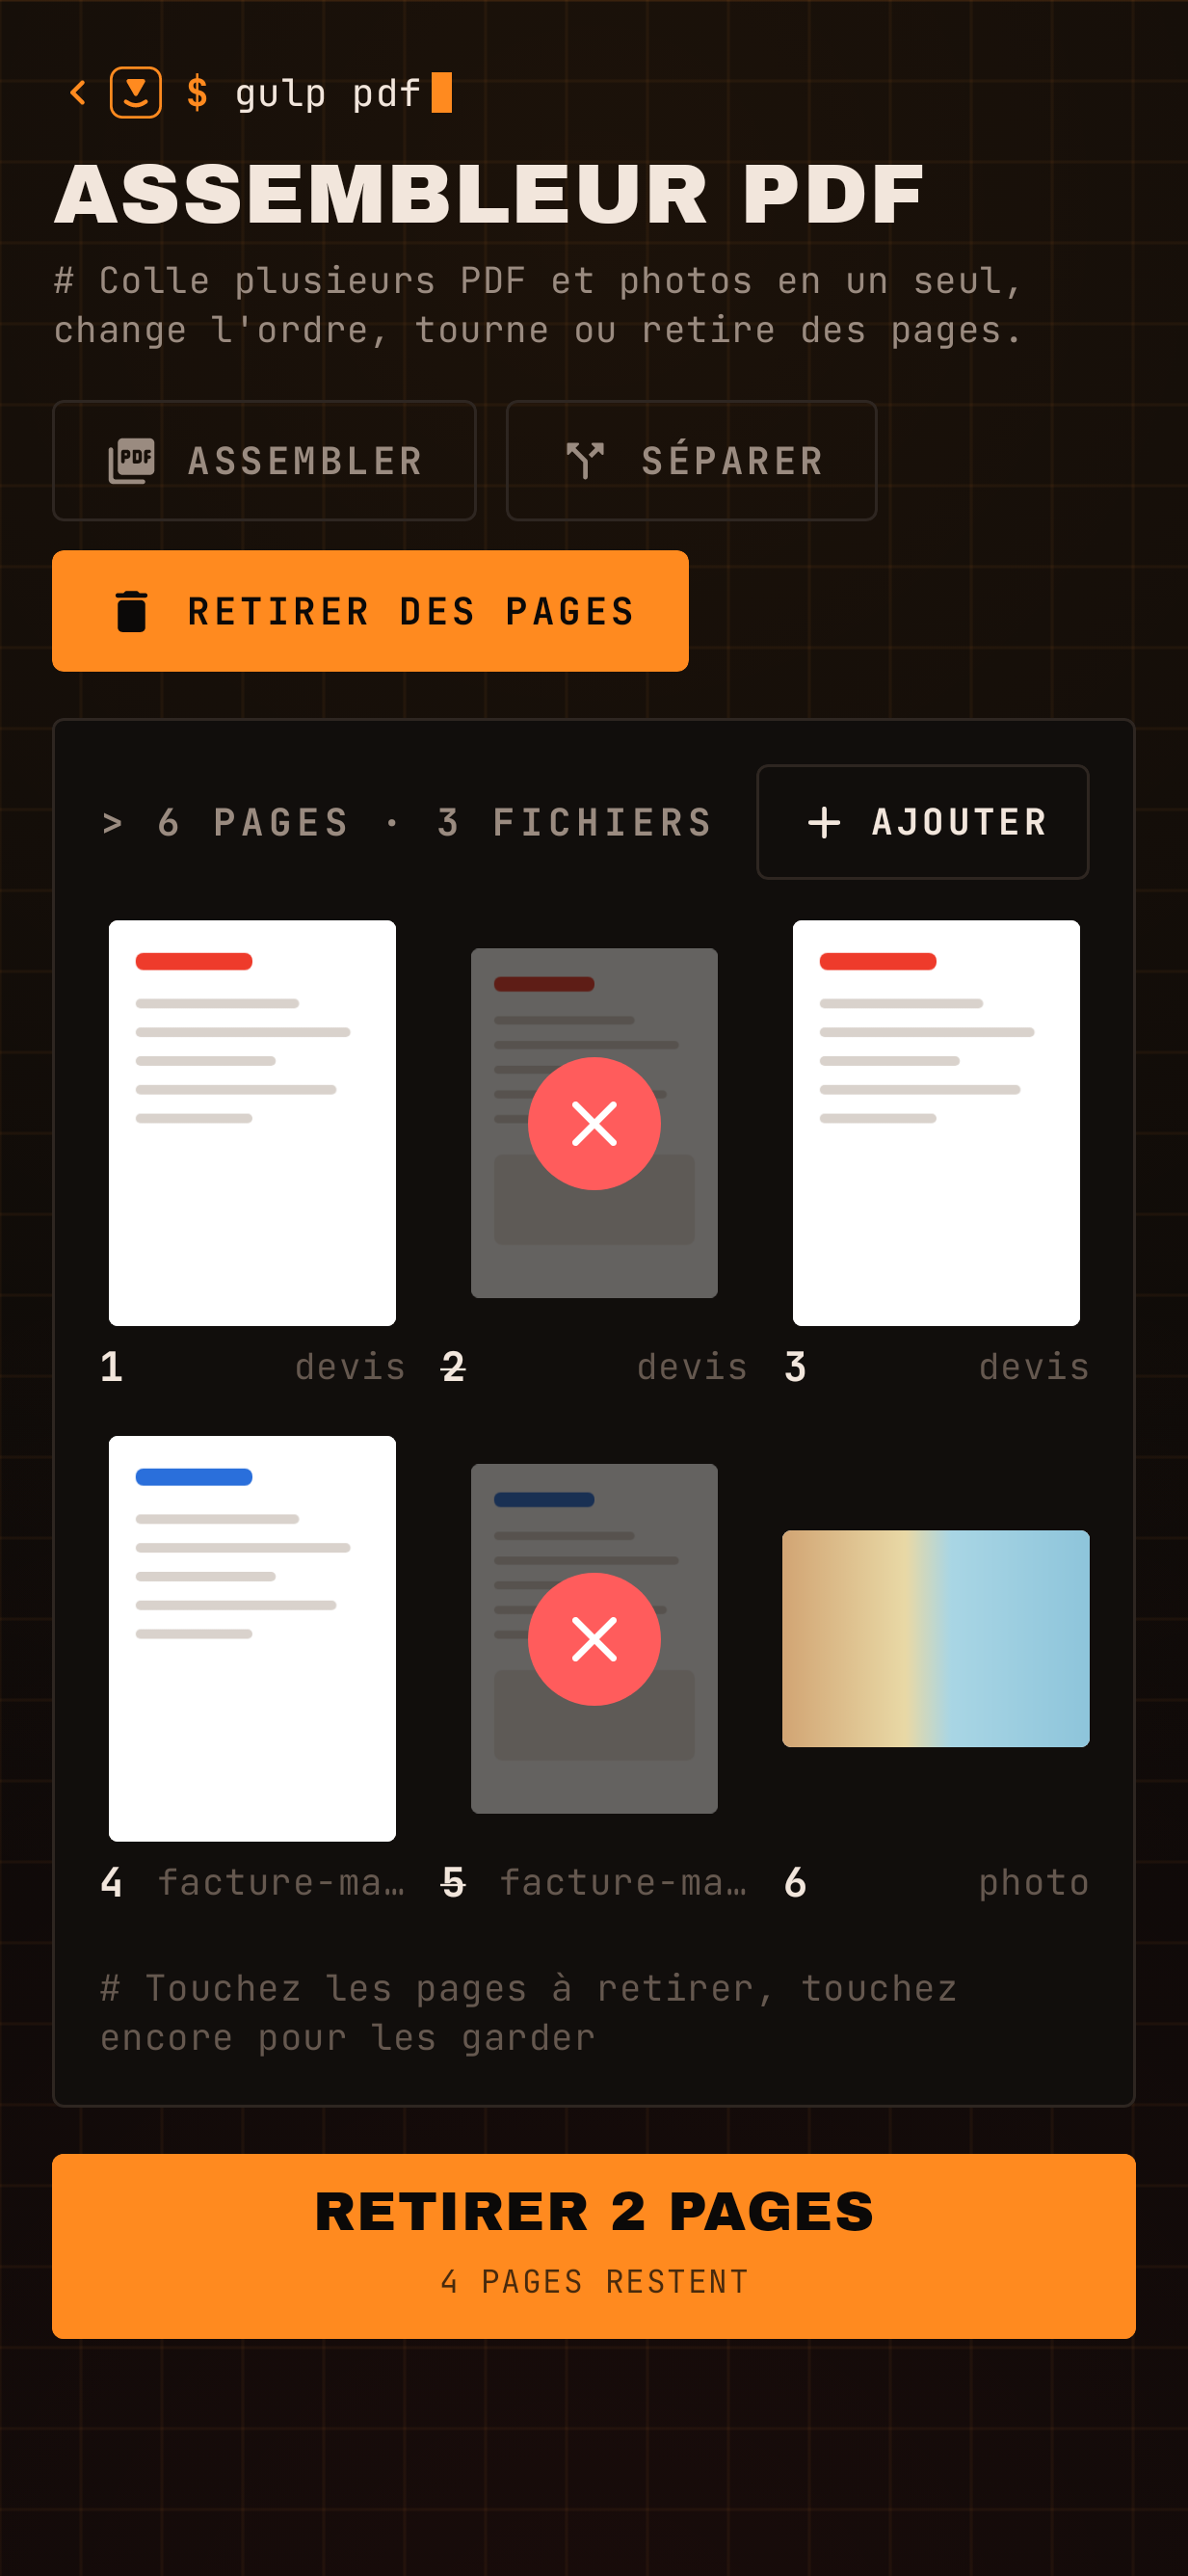 $ gulp pdf
ASSEMBLEUR PDF
# Colle plusieurs PDF et photos en un seul,
change l'ordre, tourne ou retire des pages.
PDF ASSEMBLER
SÉPARER
RETIRER DES PAGES
> 6 PAGES · 3 FICHIERS
+ AJOUTER
1 devis
2 devis
3 devis
4 facture-ma…
5 facture-ma…
6 photo
# Touchez les pages à retirer, touchez
encore pour les garder
RETIRER 2 PAGES
4 PAGES RESTENT